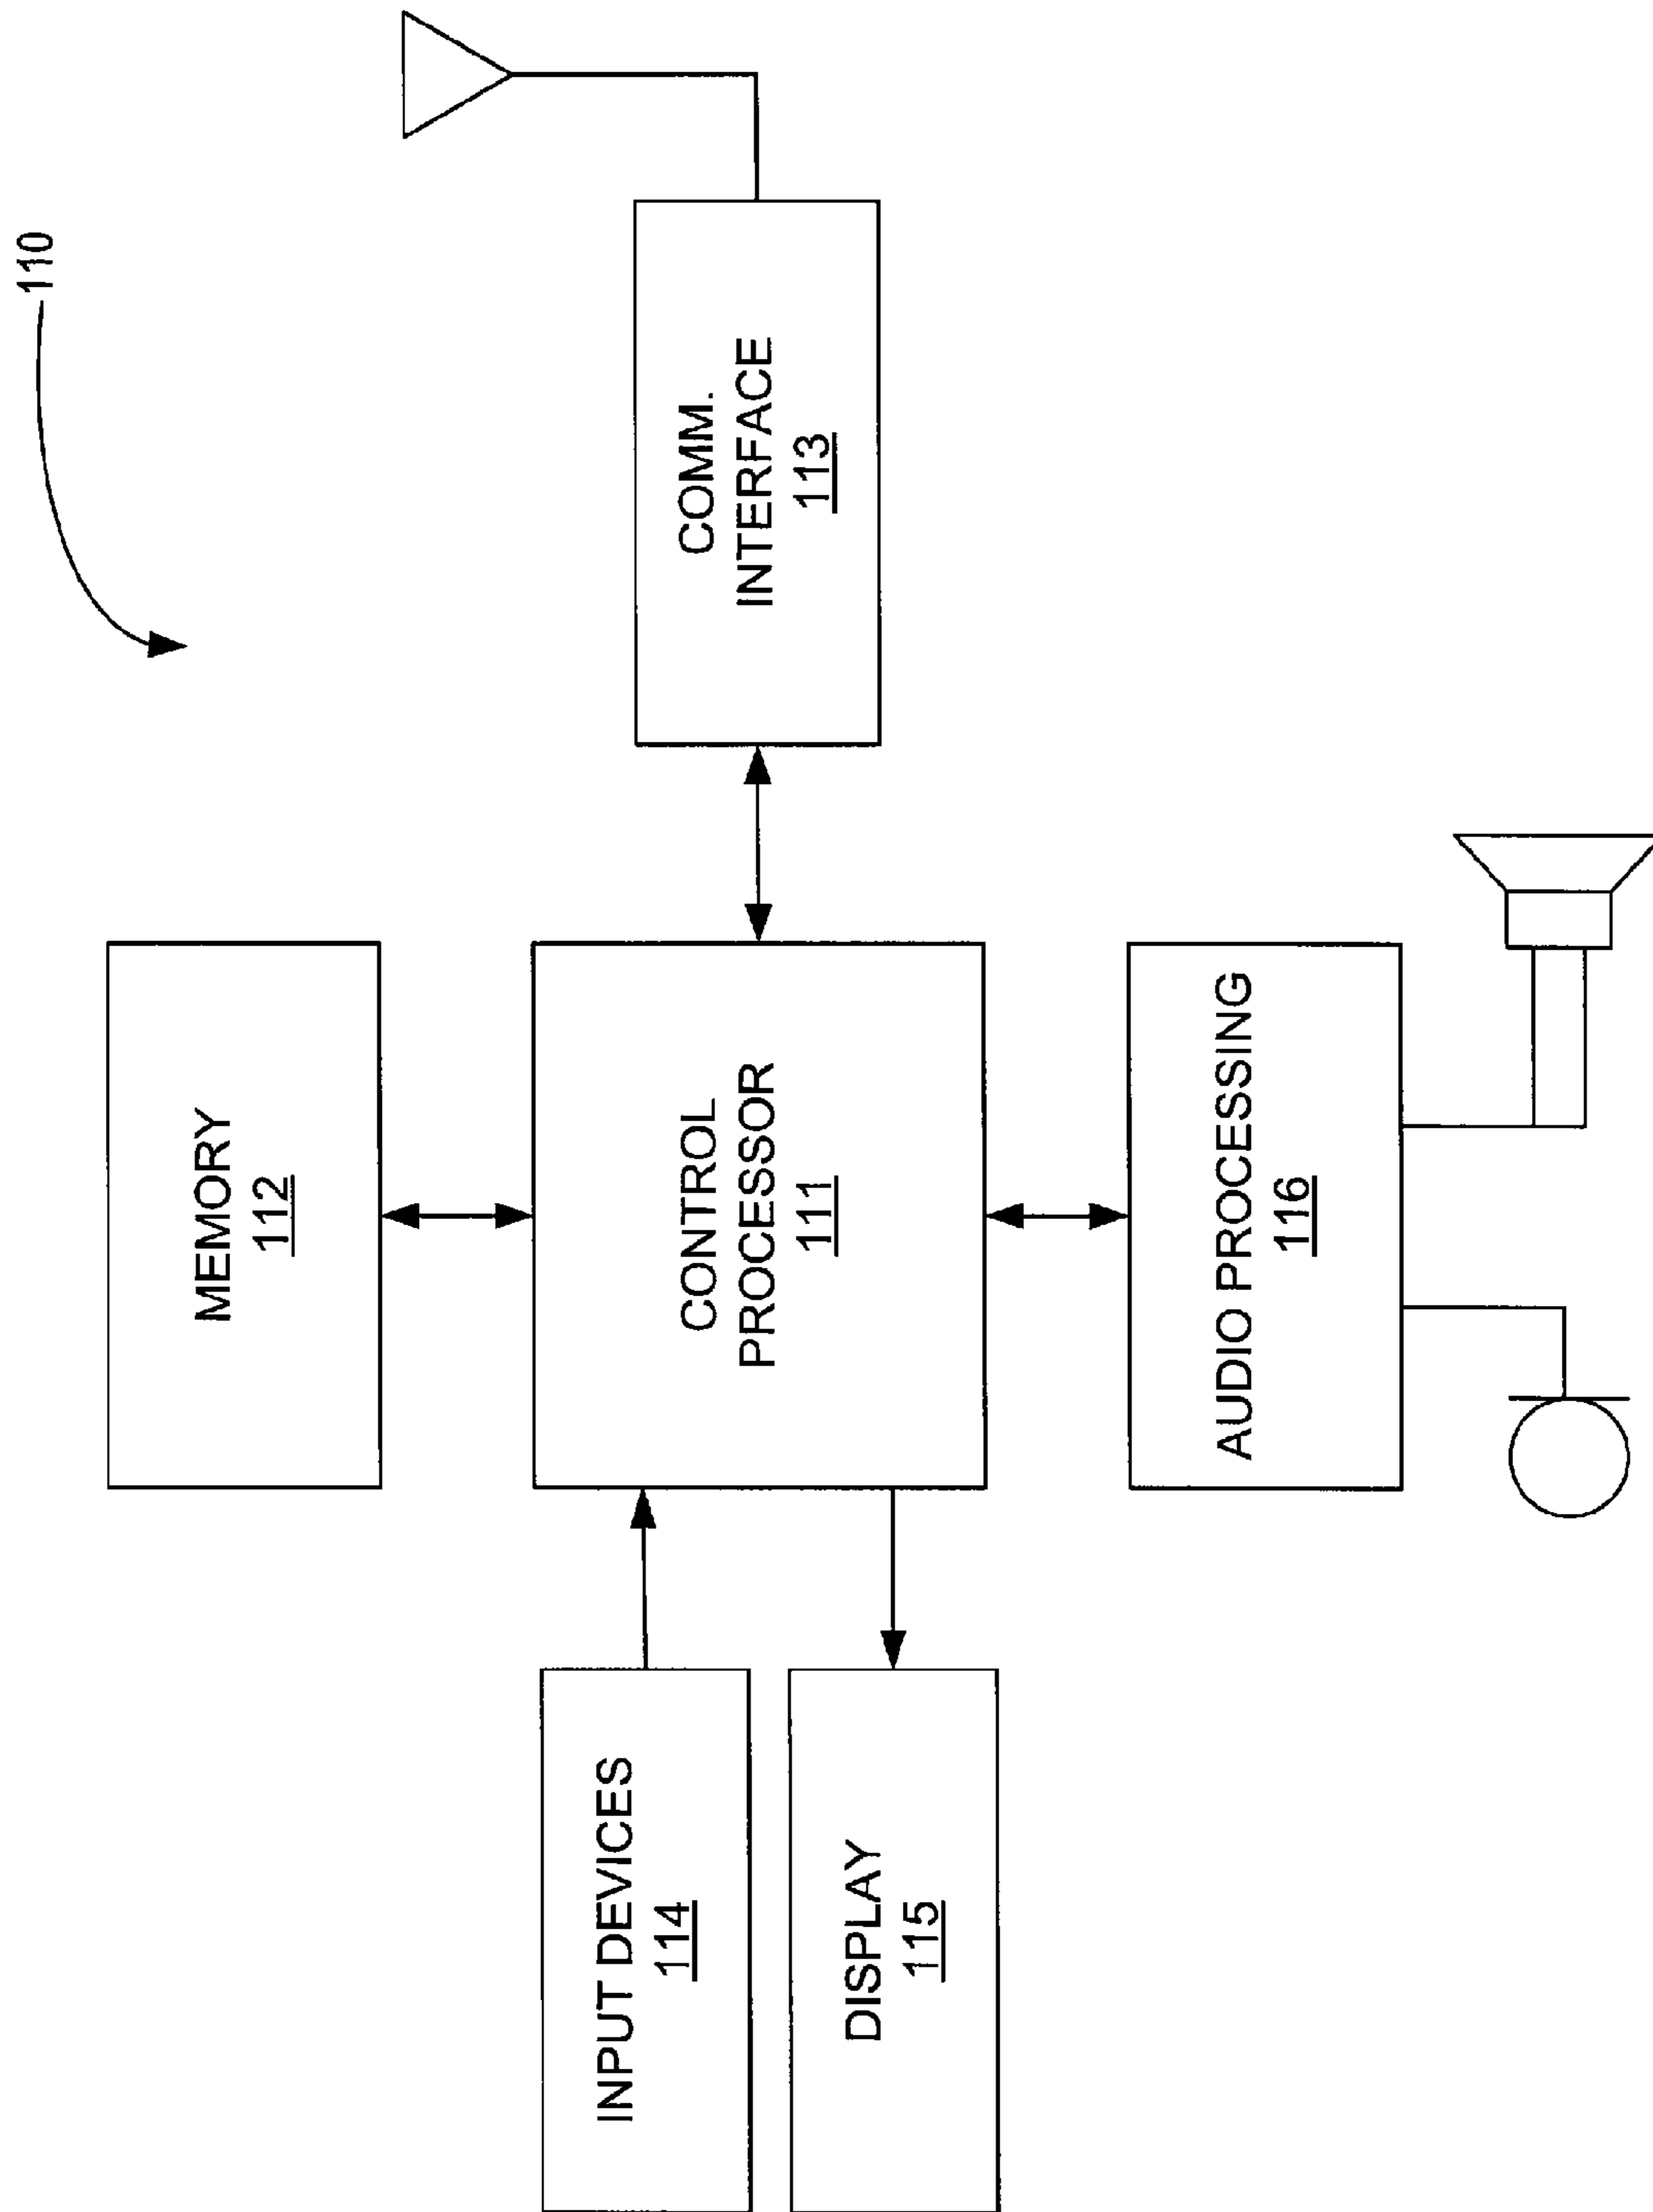 110
MEMORY
112
INPUT DEVICES
114
CONTROL
PROCESSOR
111
COMM.
INTERFACE
113
DISPLAY
115
AUDIO PROCESSING
116